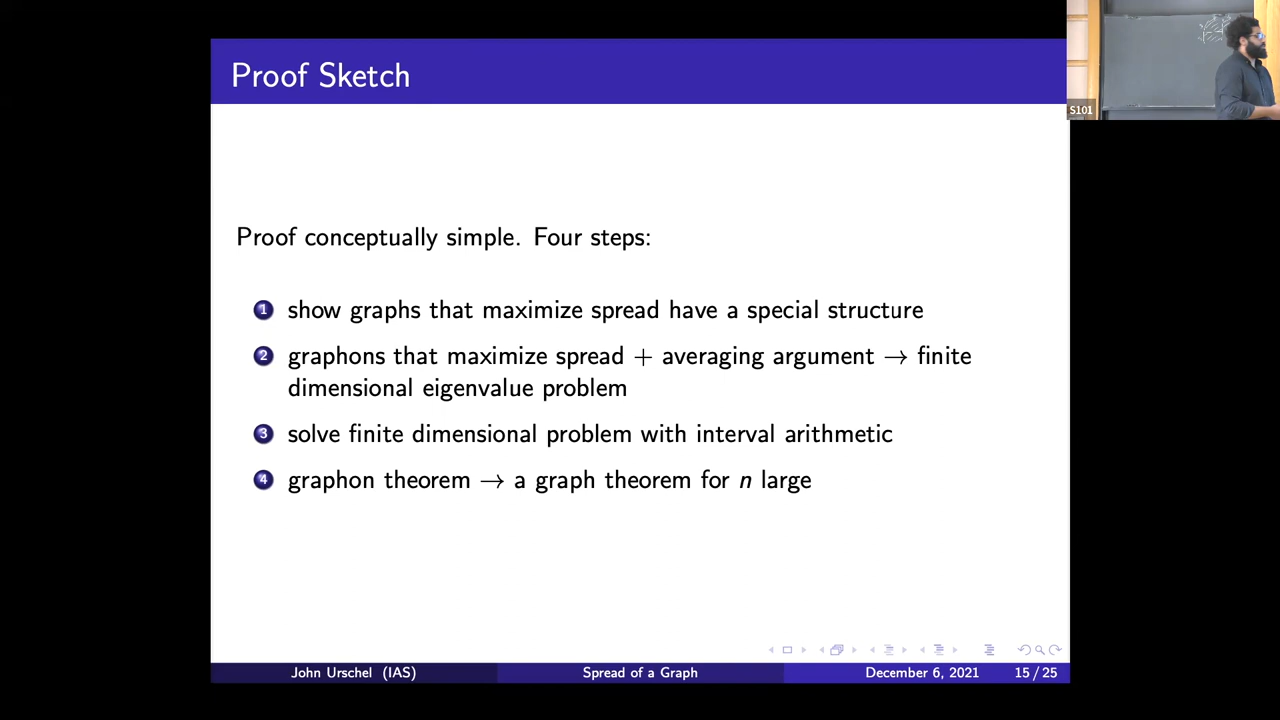 Proof Sketch
S101
Proof conceptually simple. Four steps:
1 show graphs that maximize spread have a special structure
2 graphons that maximize spread + averaging argument → finite
dimensional eigenvalue problem
3 solve finite dimensional problem with interval arithmetic
4 graphon theorem → a graph theorem for n large
John Urschel (IAS) Spread of a Graph December 6, 2021 15 / 25